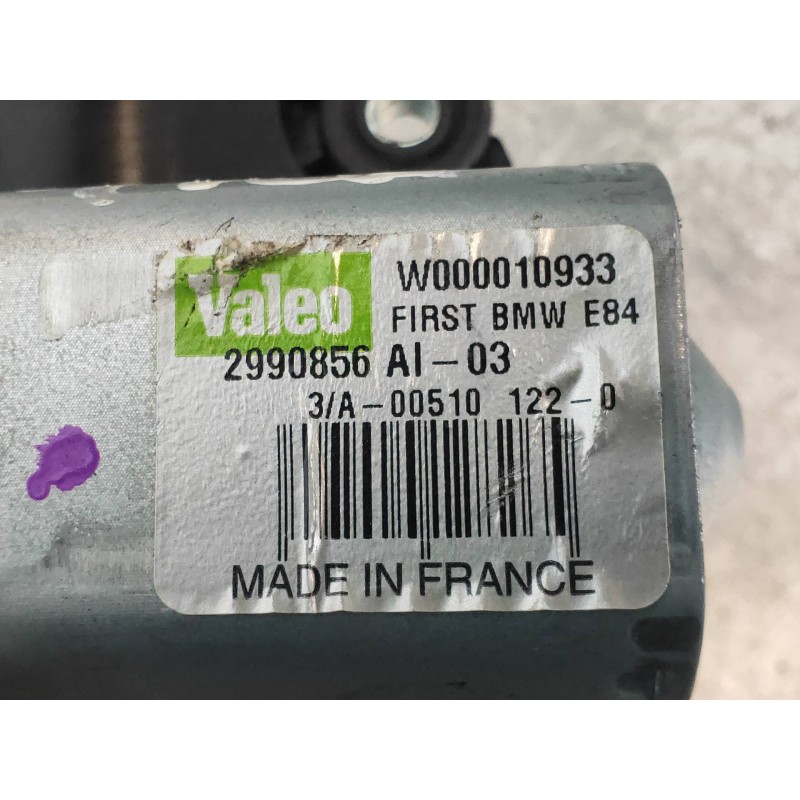 Valeo
W000010933
FIRST BMW E84
2990856 AI-03
3/A-00510 122-0
MADE IN FRANCE